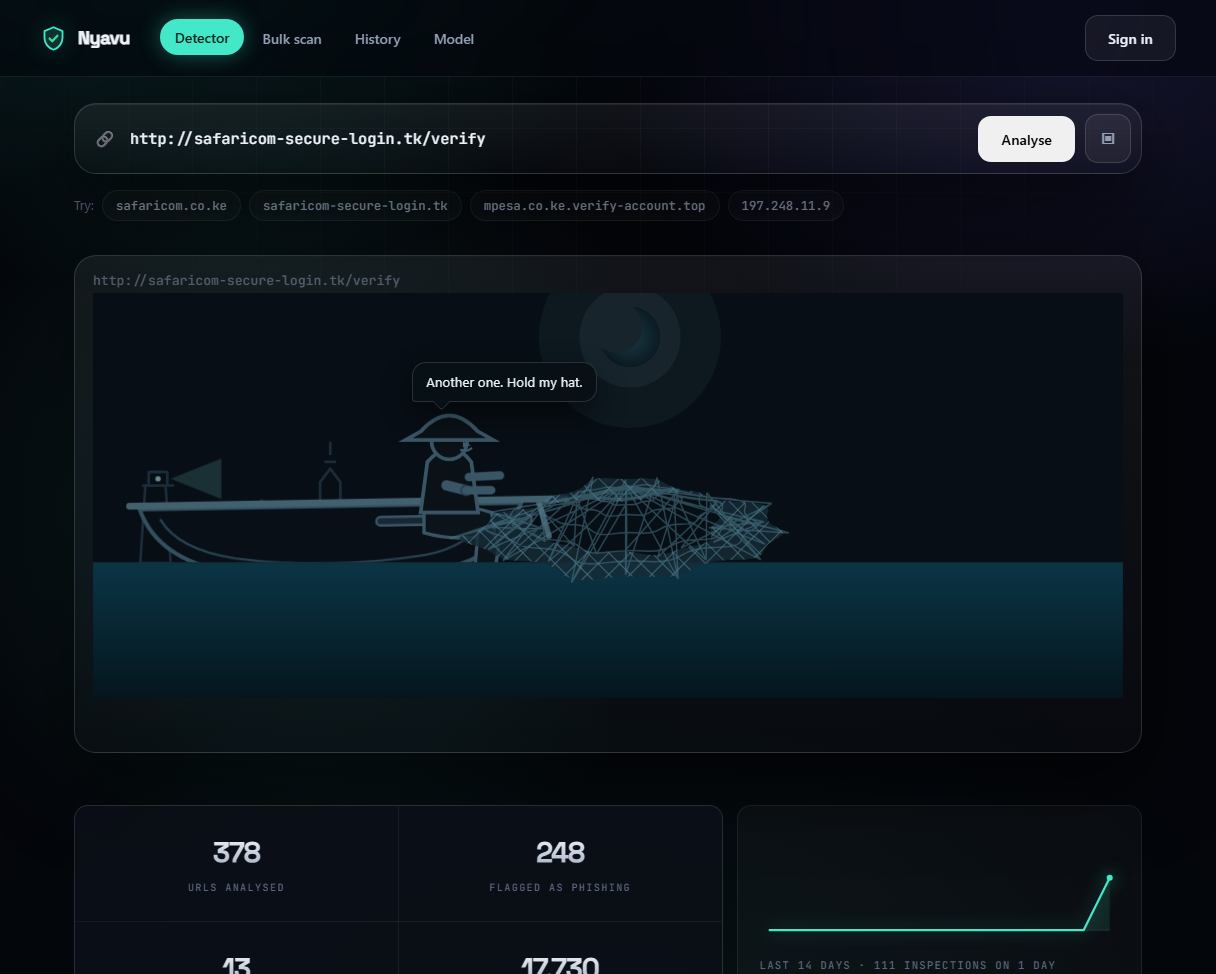 Nyavu
Detector
Bulk scan
History
Model
Sign in
http://safaricom-secure-login.tk/verify
Analyse
Try:
safaricom.co.ke
safaricom-secure-login.tk
mpesa.co.ke.verify-account.top
197.248.11.9
http://safaricom-secure-login.tk/verify
Another one. Hold my hat.
378
URLS ANALYSED
248
FLAGGED AS PHISHING
13
17,730
LAST 14 DAYS · 111 INSPECTIONS ON 1 DAY